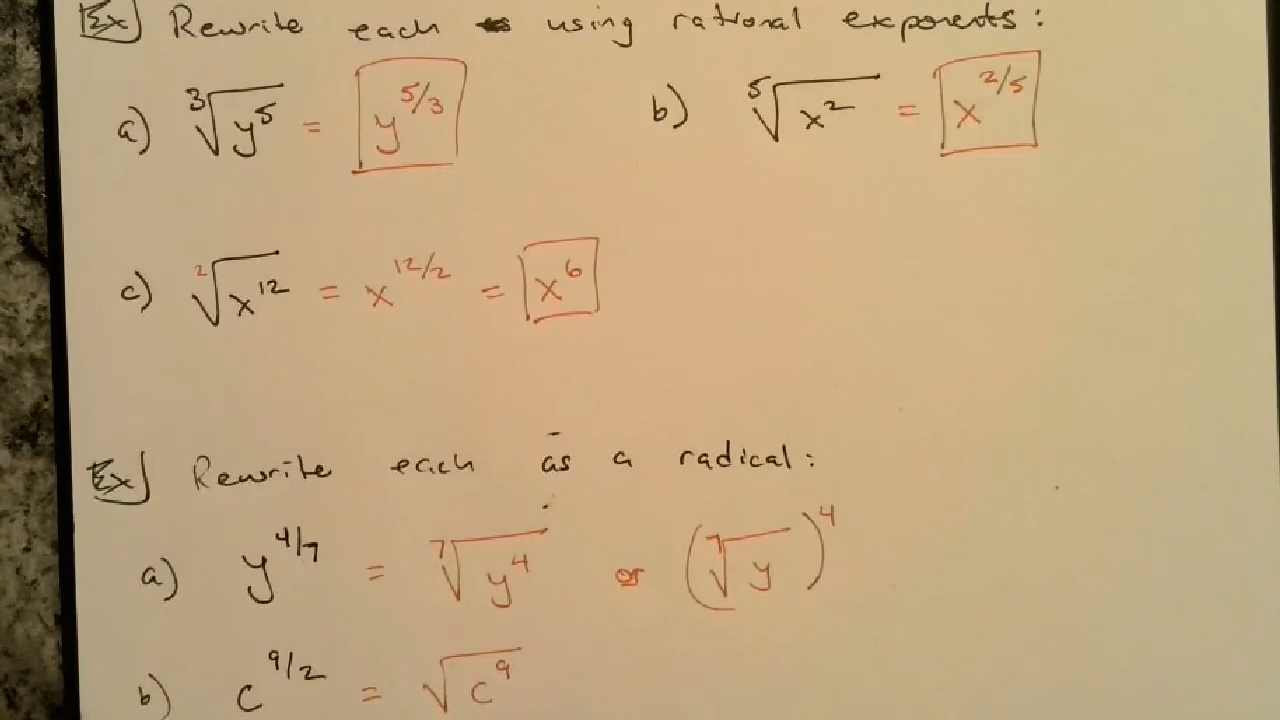 Ex Rewrite each using rational exponents:
a) ∛y⁵ = y^{5/3} b) ⁵√x² = x^{2/5}
c) ²√x¹² = x^{12/2} = x⁶
Ex Rewrite each as a radical:
a) y^{4/7} = ⁷√y⁴ or (⁷√y)⁴
b) c^{9/2} = √c⁹